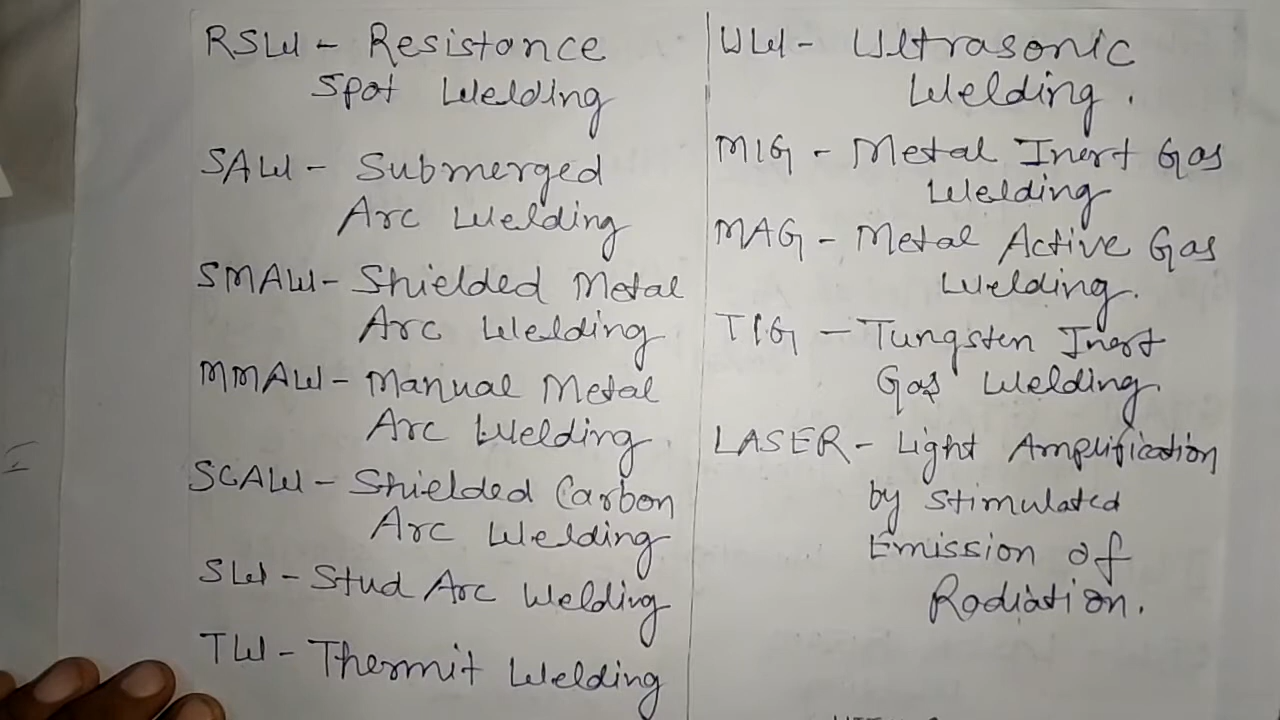 RSW - Resistance
Spot Welding
SAW - Submerged
Arc Welding
SMAW - Shielded Metal
Arc Welding
MMAW - Manual Metal
Arc Welding
SCAW - Shielded Carbon
Arc Welding
SW - Stud Arc Welding
TW - Thermit Welding
UW - Ultrasonic
Welding.
MIG - Metal Inert Gas
Welding
MAG - Metal Active Gas
Welding.
TIG - Tungsten Inert
Gas Welding.
LASER - Light Amplification
by Stimulated
Emission of
Radiation.